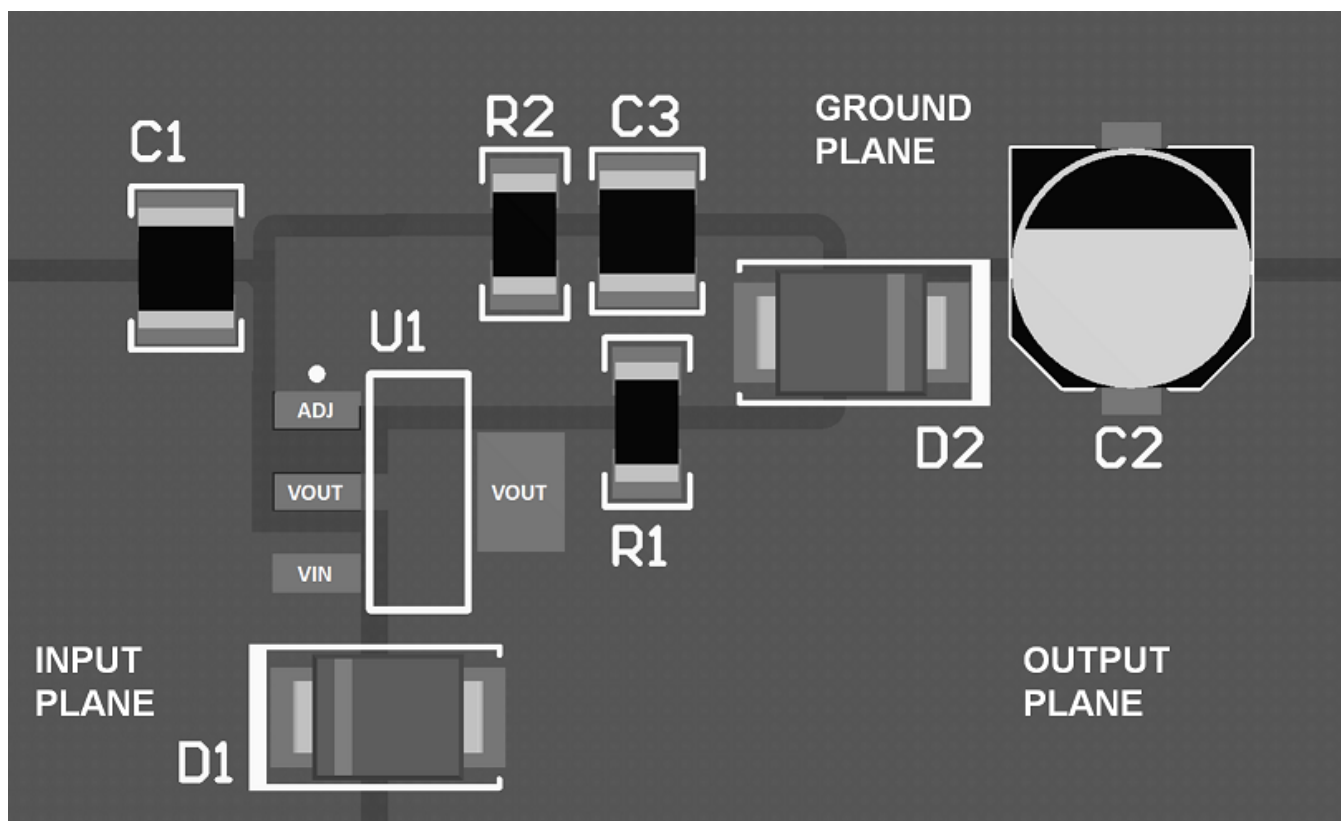 C1
R2
C3
GROUND
PLANE
U1
ADJ
VOUT
VOUT
VIN
R1
D2
C2
INPUT
PLANE
D1
OUTPUT
PLANE